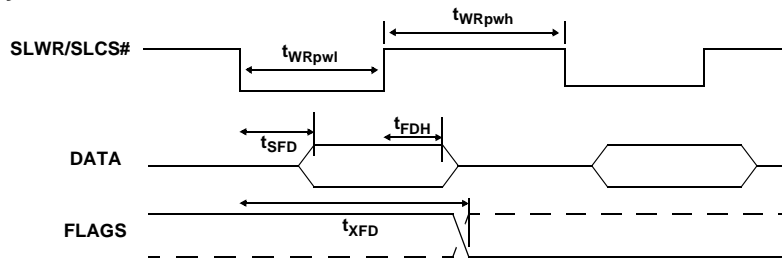 SLWR/SLCS#
tWRpwl
tWRpwh
DATA
tSFD
tFDH
FLAGS
tXFD